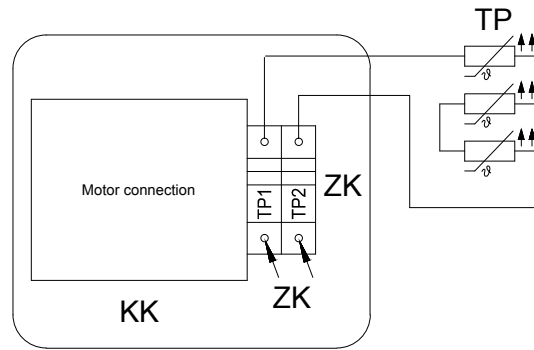 TP
ϑ
ϑ
ϑ
Motor connection
TP1
TP2
ZK
ZK
KK